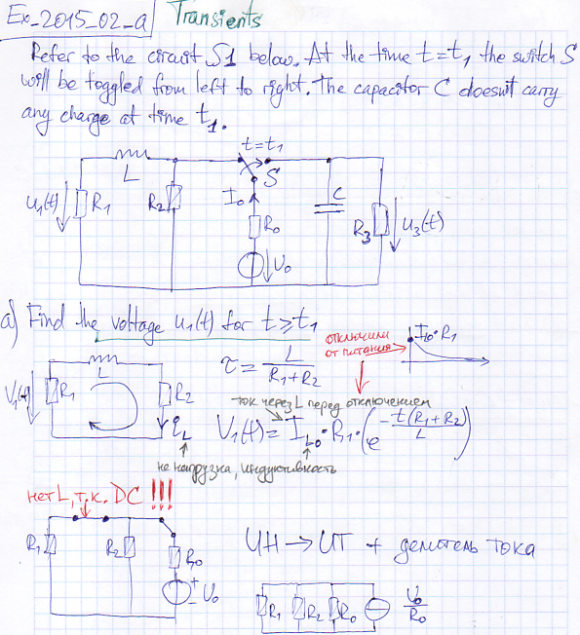 Ex_2015_02_a Transients
Refer to the circuit S1 below. At the time t=t₁ the switch S
will be toggled from left to right. The capacitor C doesn't carry
any charge at time t₁.
t=t₁
L S
u₁(t) R₁ R₂ I₀ C
R₀ R₃ u₃(t)
U₀
a) Find the voltage u₁(t) for t⩾t₁
отключили от питания I_L0·R₁
L τ = L/(R₁+R₂)
V₁(t) R₁ R₂
ток через L перед отключением
i_L V₁(t) = I_L0·R₁·(e^(-t(R₁+R₂)/L))
не нагрузка, индуктивность
нет L, т.к. DC !!!
R₁ R₂ R₀ ИН → ИТ + делитель тока
+ U₀ -
R₁ R₂ R₀ U₀/R₀